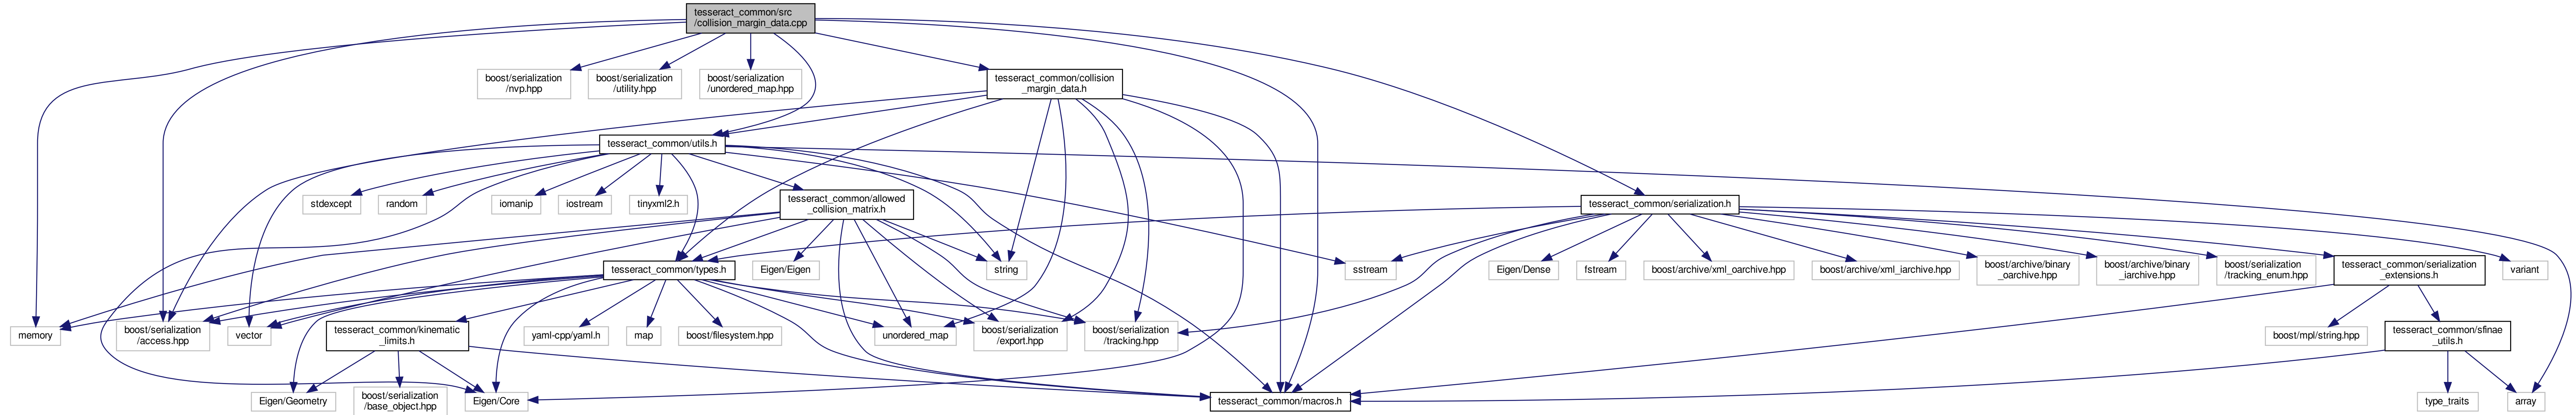 tesseract_common/src
/collision_margin_data.cpp
boost/serialization
/nvp.hpp
boost/serialization
/utility.hpp
boost/serialization
/unordered_map.hpp
tesseract_common/collision
_margin_data.h
tesseract_common/utils.h
stdexcept
random
iomanip
iostream
tinyxml2.h
tesseract_common/allowed
_collision_matrix.h
tesseract_common/serialization.h
tesseract_common/types.h
Eigen/Eigen
string
sstream
Eigen/Dense
fstream
boost/archive/xml_oarchive.hpp
boost/archive/xml_iarchive.hpp
boost/archive/binary
_oarchive.hpp
boost/archive/binary
_iarchive.hpp
boost/serialization
/tracking_enum.hpp
tesseract_common/serialization
_extensions.h
variant
memory
boost/serialization
/access.hpp
vector
tesseract_common/kinematic
_limits.h
yaml-cpp/yaml.h
map
boost/filesystem.hpp
unordered_map
boost/serialization
/export.hpp
boost/serialization
/tracking.hpp
boost/mpl/string.hpp
tesseract_common/sfinae
_utils.h
Eigen/Geometry
boost/serialization
/base_object.hpp
Eigen/Core
tesseract_common/macros.h
type_traits
array